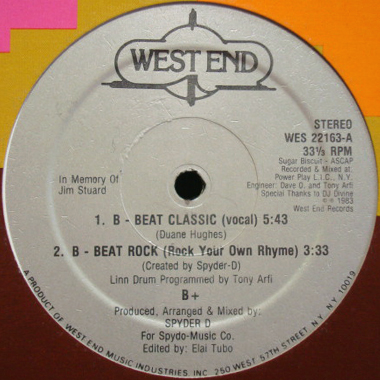 WEST END
STEREO
WES 22163-A
33⅓ RPM
Sugar Biscuit - ASCAP
Recorded & Mixed at:
Power Play L.I.C., N.Y.
Engineer: Dave O. and Tony Arfi
Special Thanks to DJ Divine
℗ © 1983
West End Records
In Memory Of
Jim Stuard
1. B - BEAT CLASSIC (vocal) 5:43
(Duane Hughes)
2. B - BEAT ROCK (Rock Your Own Rhyme) 3:33
(Created by Spyder-D)
Linn Drum Programmed by Tony Arfi
B+
Produced, Arranged & Mixed by:
SPYDER D
For Spydo-Music Co.
Edited by: Elai Tubo
A PRODUCT OF WEST END MUSIC INDUSTRIES, INC. 250 WEST 57TH STREET, NY, NY 10019